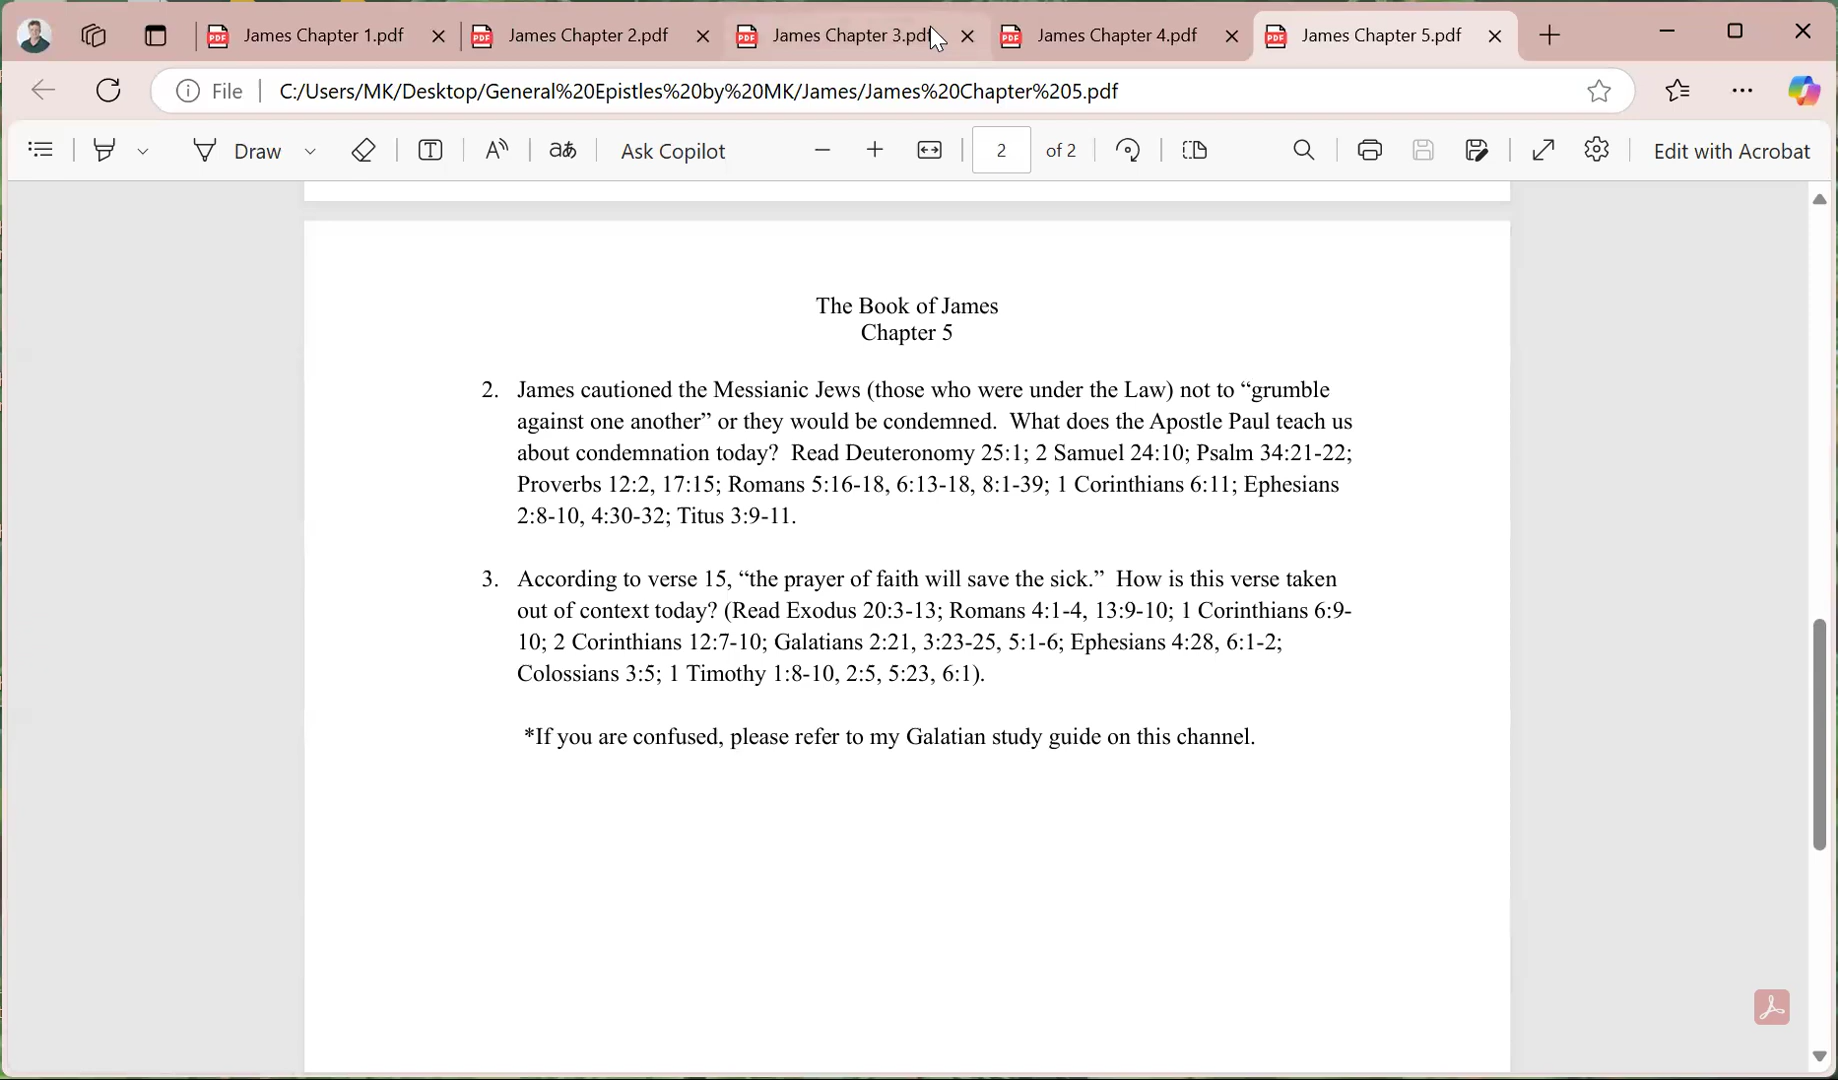 James Chapter 1.pdf
James Chapter 2.pdf
James Chapter 3.pdf
James Chapter 4.pdf
James Chapter 5.pdf
File
C:/Users/MK/Desktop/General%20Epistles%20by%20MK/James/James%20Chapter%205.pdf
Draw
aあ
Ask Copilot
2
of 2
Edit with Acrobat
The Book of James
Chapter 5
2. James cautioned the Messianic Jews (those who were under the Law) not to “grumble
against one another” or they would be condemned.  What does the Apostle Paul teach us
about condemnation today?  Read Deuteronomy 25:1; 2 Samuel 24:10; Psalm 34:21-22;
Proverbs 12:2, 17:15; Romans 5:16-18, 6:13-18, 8:1-39; 1 Corinthians 6:11; Ephesians
2:8-10, 4:30-32; Titus 3:9-11.
3. According to verse 15, “the prayer of faith will save the sick.”  How is this verse taken
out of context today? (Read Exodus 20:3-13; Romans 4:1-4, 13:9-10; 1 Corinthians 6:9-
10; 2 Corinthians 12:7-10; Galatians 2:21, 3:23-25, 5:1-6; Ephesians 4:28, 6:1-2;
Colossians 3:5; 1 Timothy 1:8-10, 2:5, 5:23, 6:1).
*If you are confused, please refer to my Galatian study guide on this channel.